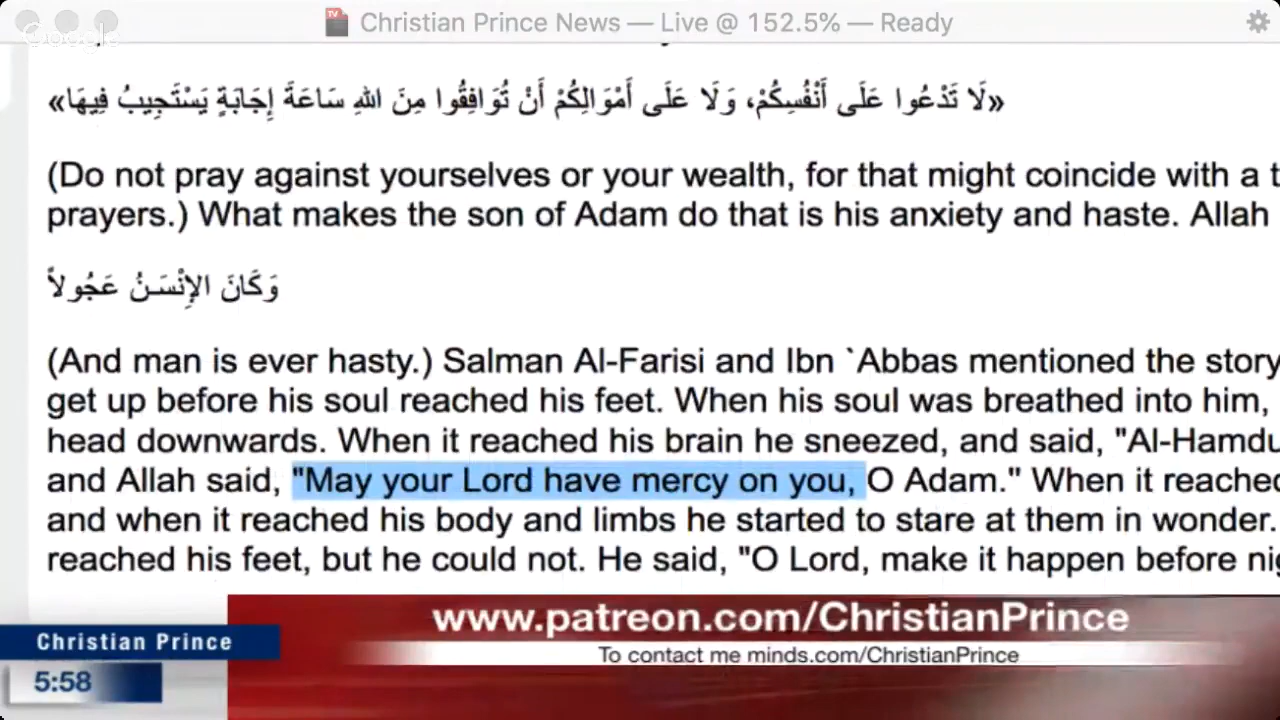 Christian Prince News — Live @ 152.5% — Ready
Google
»لَا تَدْعُوا عَلَى أَنْفُسِكُمْ، وَلَا عَلَى أَمْوَالِكُمْ أَنْ تُوَافِقُوا مِنَ اللهِ سَاعَةَ إِجَابَةٍ يَسْتَجِيبُ فِيهَا«
(Do not pray against yourselves or your wealth, for that might coincide with a t
prayers.) What makes the son of Adam do that is his anxiety and haste. Allah
وَكَانَ الإِنْسَـنُ عَجُولاً
(And man is ever hasty.) Salman Al-Farisi and Ibn `Abbas mentioned the story
get up before his soul reached his feet. When his soul was breathed into him,
head downwards. When it reached his brain he sneezed, and said, "Al-Hamdu
and Allah said, "May your Lord have mercy on you, O Adam." When it reached
and when it reached his body and limbs he started to stare at them in wonder.
reached his feet, but he could not. He said, "O Lord, make it happen before nig
www.patreon.com/ChristianPrince
Christian Prince
To contact me minds.com/ChristianPrince
5:58